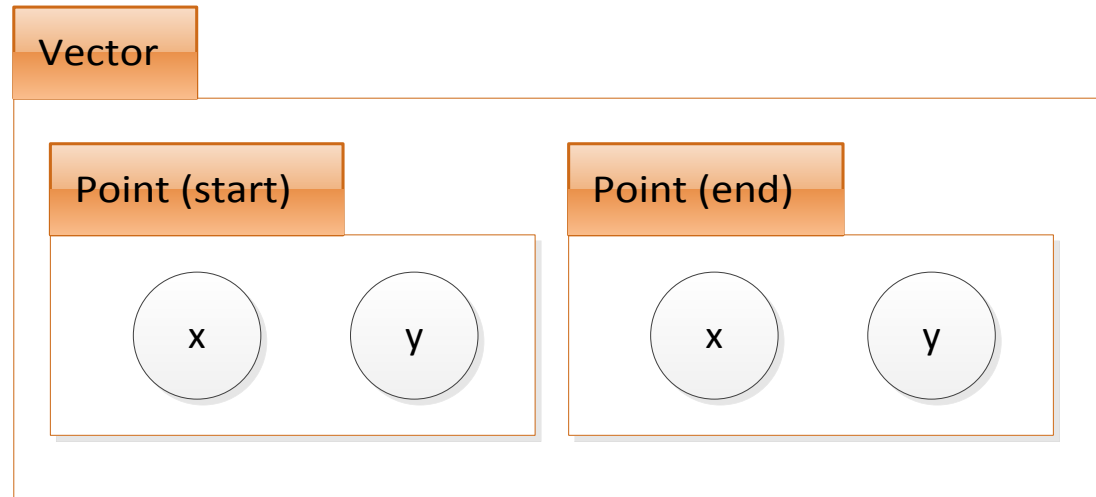 Vector
Point (start)
Point (end)
x
y
x
y